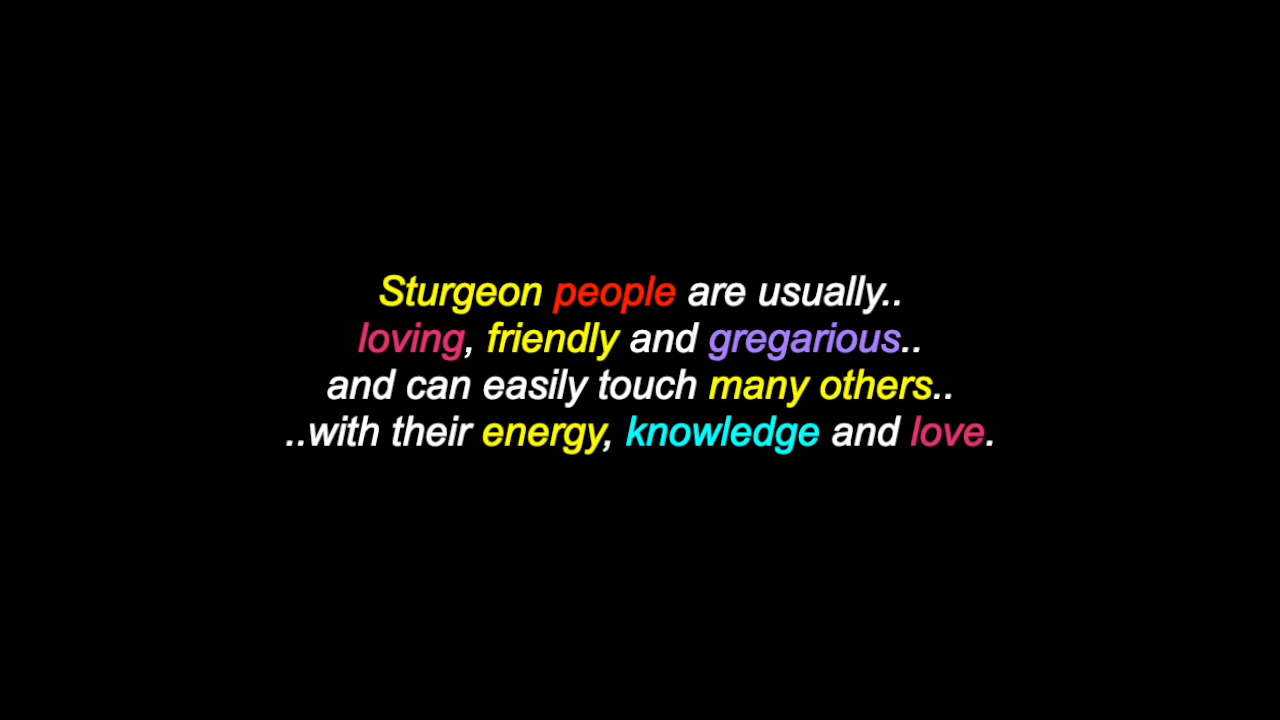 Sturgeon people are usually..
loving, friendly and gregarious..
and can easily touch many others..
..with their energy, knowledge and love.